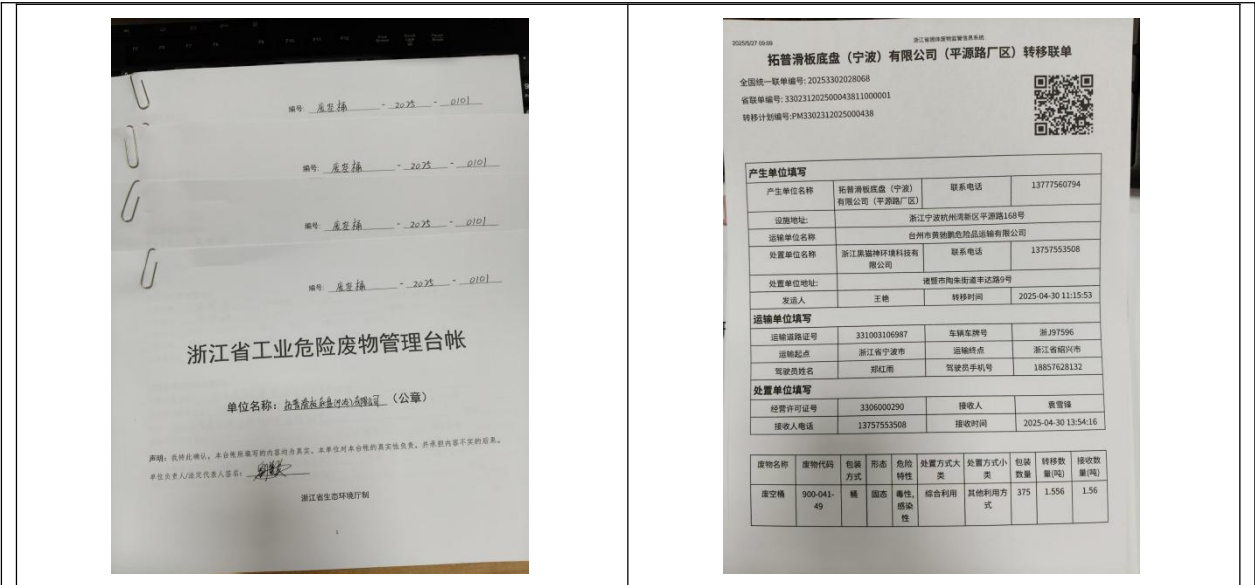 编号: 废空桶 - 2025 - 0101
编号: 废空桶 - 2025 - 0101
编号: 废空桶 - 2025 - 0101
编号: 废空桶 - 2025 - 0101
浙江省工业危险废物管理台帐
单位名称: 拓普滑板底盘(宁波)有限公司 (公章)
声明: 我特此确认,本台帐所填写的内容均为真实。本单位对本台帐的真实性负责,并承担内容不实的后果。
单位负责人/法定代表人签名:
浙江省生态环境厅制
1
2025/5/27 09:09 浙江省固体废物监管信息系统
拓普滑板底盘(宁波)有限公司(平源路厂区)转移联单
全国统一联单编号: 20253302028068
省联单编号: 330231202500043811000001
转移计划编号:PM3302312025000438
产生单位填写
产生单位名称 拓普滑板底盘(宁波)有限公司(平源路厂区) 联系电话 13777560794
设施地址: 浙江宁波杭州湾新区平源路168号
运输单位名称 台州市黄驰鹏危险品运输有限公司
处置单位名称 浙江黑猫神环境科技有限公司 联系电话 13757553508
处置单位地址: 诸暨市陶朱街道丰达路9号
发运人 王艳 转移时间 2025-04-30 11:15:53
运输单位填写
运输道路证号 331003106987 车辆车牌号 浙J97596
运输起点 浙江省宁波市 运输终点 浙江省绍兴市
驾驶员姓名 郑红雨 驾驶员手机号 18857628132
处置单位填写
经营许可证号 3306000290 接收人 袁雪锋
接收人电话 13757553508 接收时间 2025-04-30 13:54:16
废物名称 废物代码 包装方式 形态 危险特性 处置方式大类 处置方式小类 包装数量 转移数量(吨) 接收数量(吨)
废空桶 900-041-49 桶 固态 毒性,感染性 综合利用 其他利用方式 375 1.556 1.56